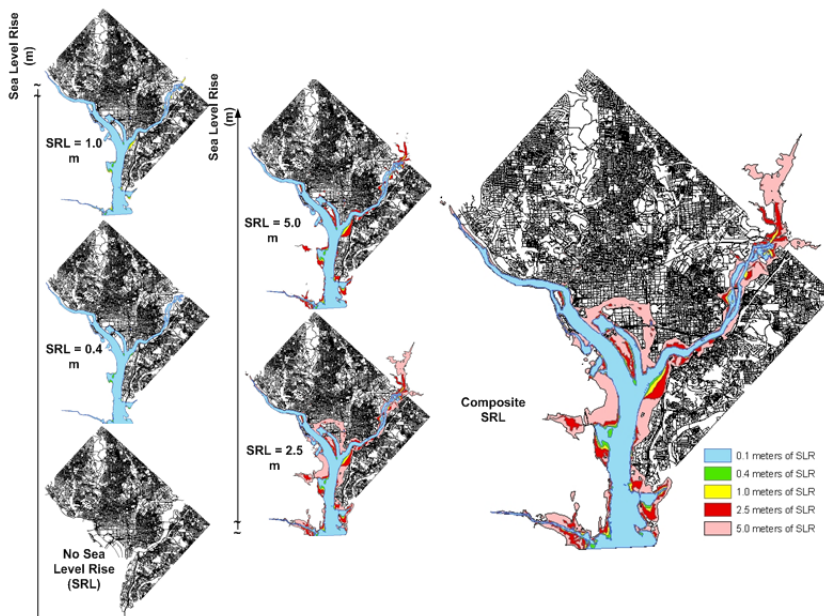 Sea Level Rise
(m)
~
SRL = 1.0
m
SRL = 0.4
m
No Sea
Level Rise
(SRL)
Sea Level Rise
(m)
SRL = 5.0
m
SRL = 2.5
m
~
Composite
SRL
0.1 meters of SLR
0.4 meters of SLR
1.0 meters of SLR
2.5 meters of SLR
5.0 meters of SLR